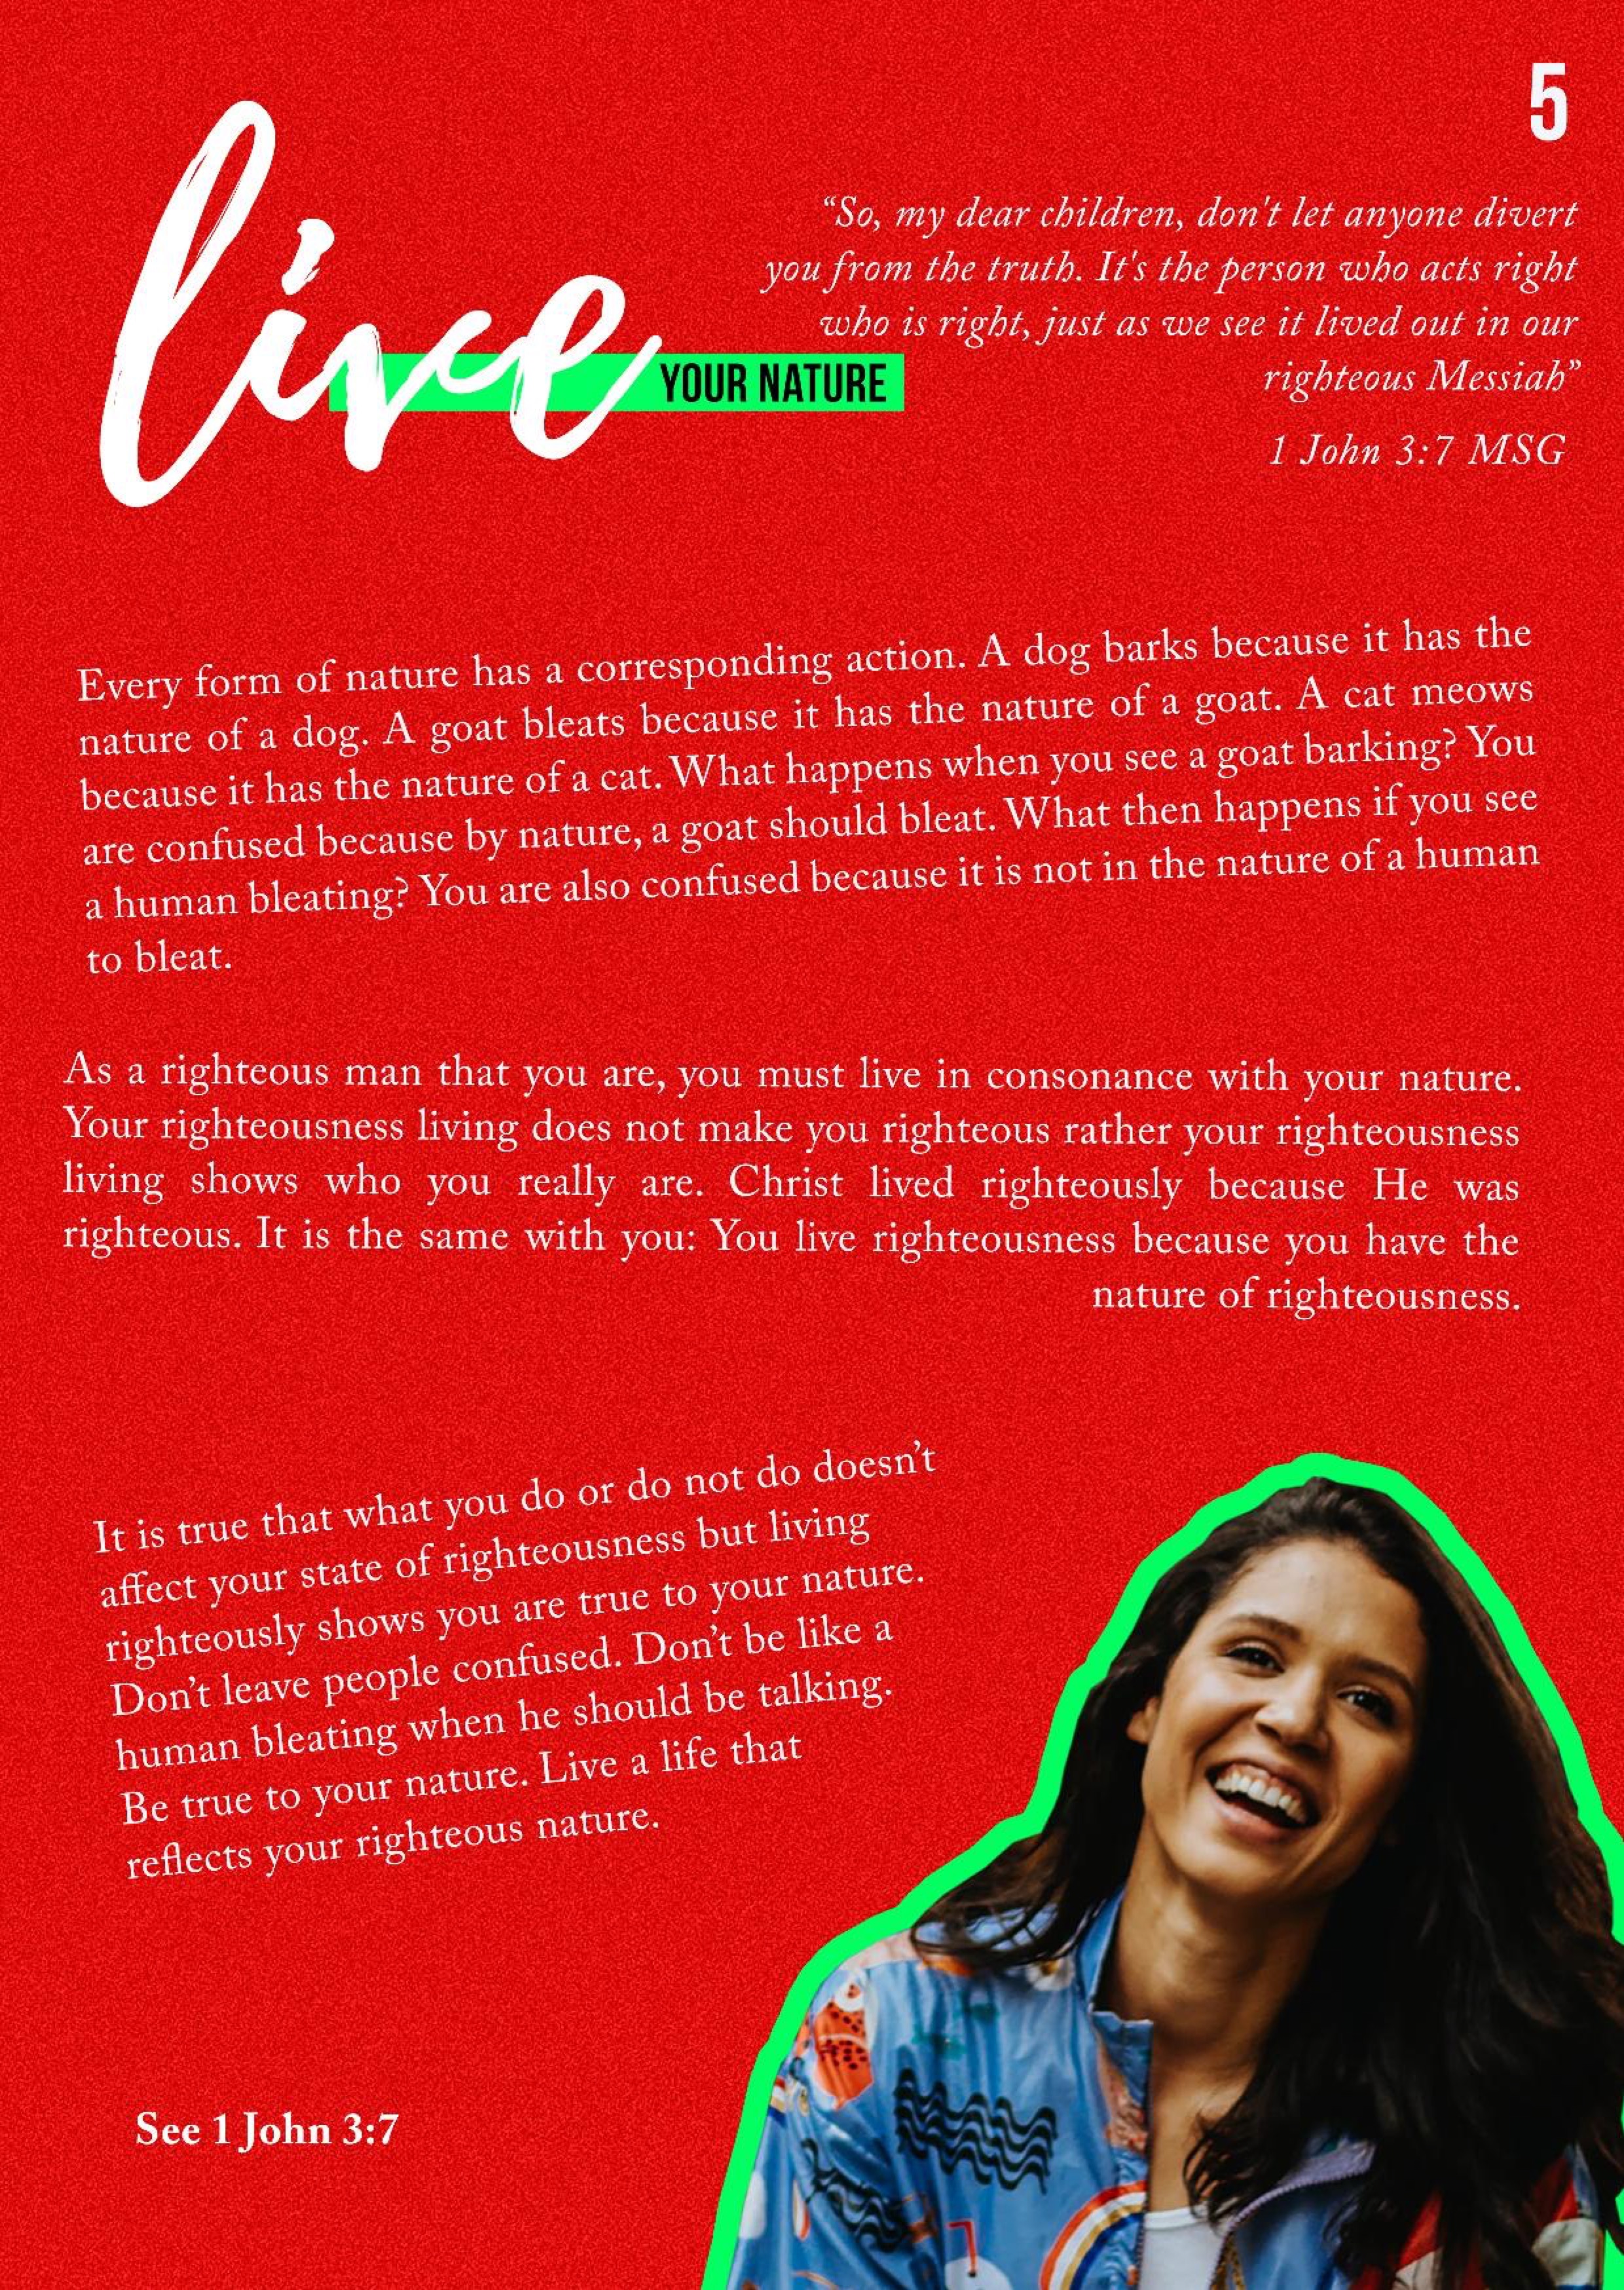 5
live
YOUR NATURE
“So, my dear children, don't let anyone divert
you from the truth. It's the person who acts right
who is right, just as we see it lived out in our
righteous Messiah”
1 John 3:7 MSG
Every form of nature has a corresponding action. A dog barks because it has the
nature of a dog. A goat bleats because it has the nature of a goat. A cat meows
because it has the nature of a cat. What happens when you see a goat barking? You
are confused because by nature, a goat should bleat. What then happens if you see
a human bleating? You are also confused because it is not in the nature of a human
to bleat.
As a righteous man that you are, you must live in consonance with your nature.
Your righteousness living does not make you righteous rather your righteousness
living shows who you really are. Christ lived righteously because He was
righteous. It is the same with you: You live righteousness because you have the
nature of righteousness.
It is true that what you do or do not do doesn’t
affect your state of righteousness but living
righteously shows you are true to your nature.
Don’t leave people confused. Don’t be like a
human bleating when he should be talking.
Be true to your nature. Live a life that
reflects your righteous nature.
See 1 John 3:7